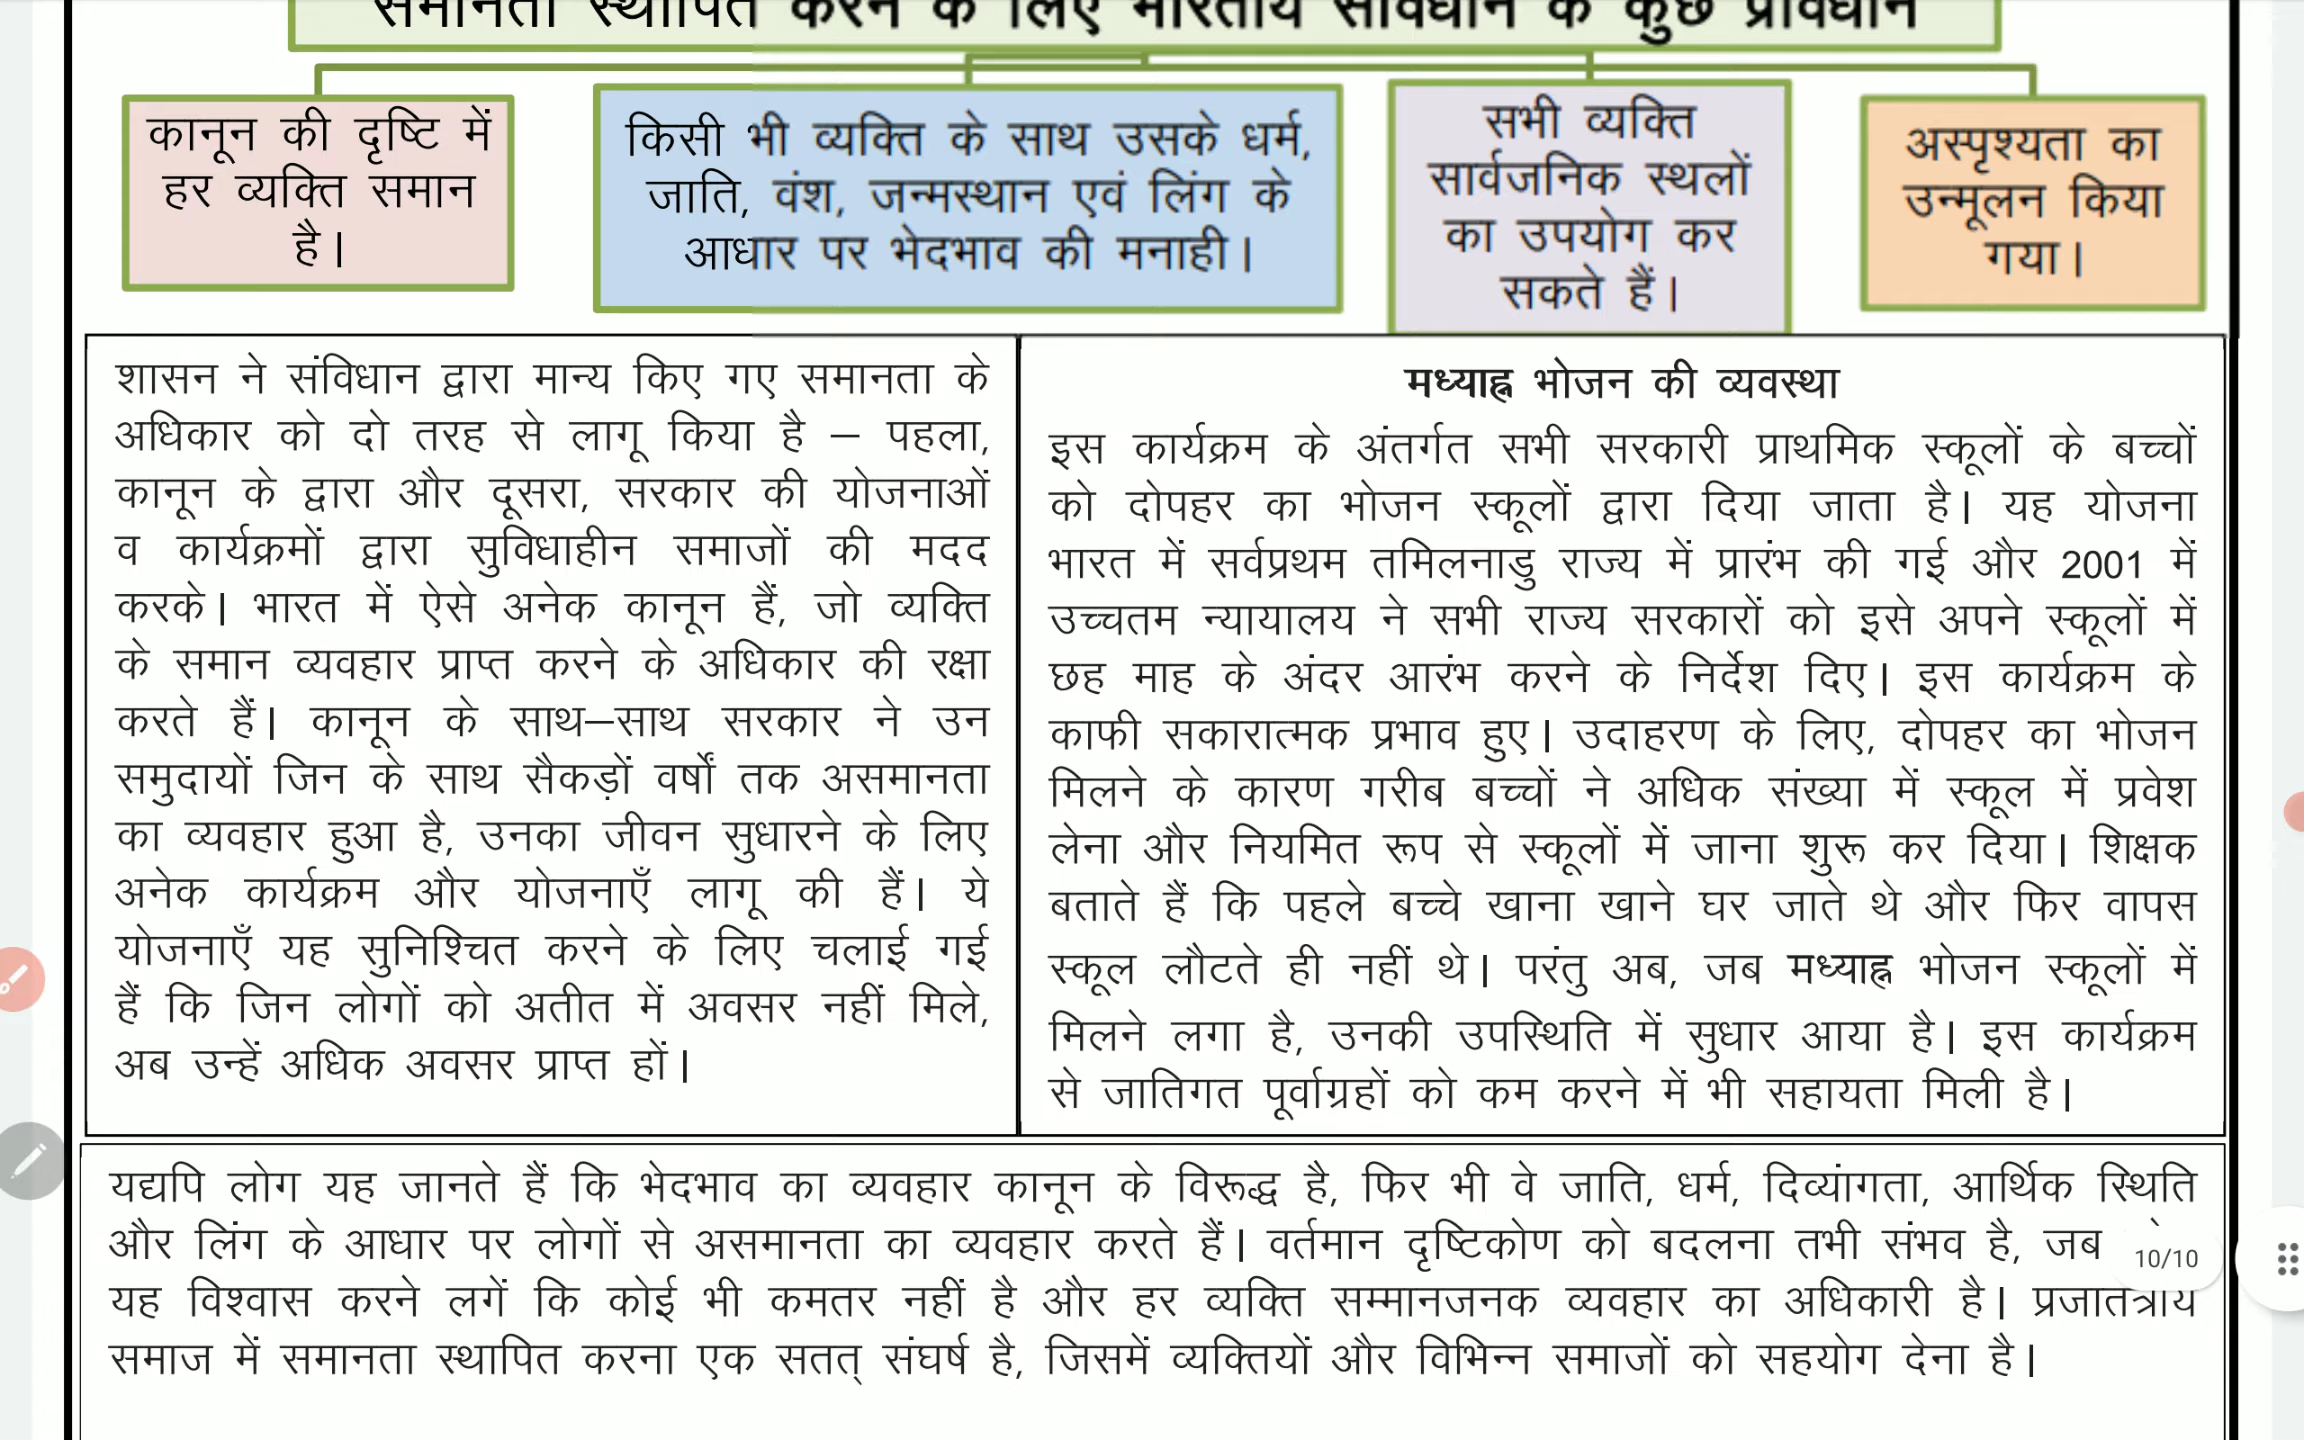 समानता स्थापित करने के लिए भारतीय संविधान के कुछ प्रावधान
कानून की दृष्टि में
हर व्यक्ति समान
है।
किसी भी व्यक्ति के साथ उसके धर्म,
जाति, वंश, जन्मस्थान एवं लिंग के
आधार पर भेदभाव की मनाही।
सभी व्यक्ति
सार्वजनिक स्थलों
का उपयोग कर
सकते हैं।
अस्पृश्यता का
उन्मूलन किया
गया।
शासन ने संविधान द्वारा मान्य किए गए समानता के
अधिकार को दो तरह से लागू किया है – पहला,
कानून के द्वारा और दूसरा, सरकार की योजनाओं
व कार्यक्रमों द्वारा सुविधाहीन समाजों की मदद
करके। भारत में ऐसे अनेक कानून हैं, जो व्यक्ति
के समान व्यवहार प्राप्त करने के अधिकार की रक्षा
करते हैं। कानून के साथ–साथ सरकार ने उन
समुदायों जिन के साथ सैकड़ों वर्षों तक असमानता
का व्यवहार हुआ है, उनका जीवन सुधारने के लिए
अनेक कार्यक्रम और योजनाएँ लागू की हैं। ये
योजनाएँ यह सुनिश्चित करने के लिए चलाई गई
हैं कि जिन लोगों को अतीत में अवसर नहीं मिले,
अब उन्हें अधिक अवसर प्राप्त हों।
मध्याह्न भोजन की व्यवस्था
इस कार्यक्रम के अंतर्गत सभी सरकारी प्राथमिक स्कूलों के बच्चों
को दोपहर का भोजन स्कूलों द्वारा दिया जाता है। यह योजना
भारत में सर्वप्रथम तमिलनाडु राज्य में प्रारंभ की गई और 2001 में
उच्चतम न्यायालय ने सभी राज्य सरकारों को इसे अपने स्कूलों में
छह माह के अंदर आरंभ करने के निर्देश दिए। इस कार्यक्रम के
काफी सकारात्मक प्रभाव हुए। उदाहरण के लिए, दोपहर का भोजन
मिलने के कारण गरीब बच्चों ने अधिक संख्या में स्कूल में प्रवेश
लेना और नियमित रूप से स्कूलों में जाना शुरू कर दिया। शिक्षक
बताते हैं कि पहले बच्चे खाना खाने घर जाते थे और फिर वापस
स्कूल लौटते ही नहीं थे। परंतु अब, जब मध्याह्न भोजन स्कूलों में
मिलने लगा है, उनकी उपस्थिति में सुधार आया है। इस कार्यक्रम
से जातिगत पूर्वाग्रहों को कम करने में भी सहायता मिली है।
यद्यपि लोग यह जानते हैं कि भेदभाव का व्यवहार कानून के विरूद्ध है, फिर भी वे जाति, धर्म, दिव्यांगता, आर्थिक स्थिति
और लिंग के आधार पर लोगों से असमानता का व्यवहार करते हैं। वर्तमान दृष्टिकोण को बदलना तभी संभव है, जब
10/10
यह विश्वास करने लगें कि कोई भी कमतर नहीं है और हर व्यक्ति सम्मानजनक व्यवहार का अधिकारी है। प्रजातंत्रीय
समाज में समानता स्थापित करना एक सतत् संघर्ष है, जिसमें व्यक्तियों और विभिन्न समाजों को सहयोग देना है।